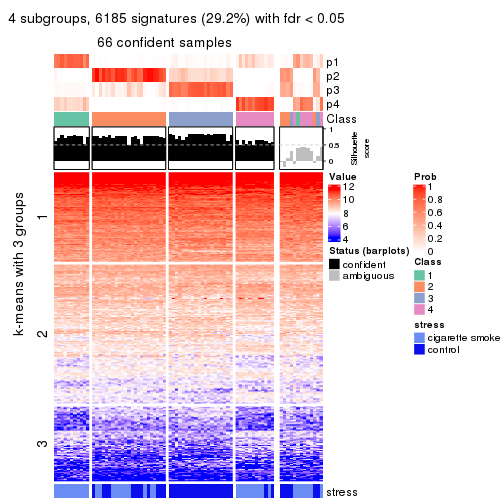 4 subgroups, 6185 signatures (29.2%) with fdr < 0.05
66 confident samples
p1
p2
p3
p4
Class
1
0.5
0
Silhouette
score
k-means with 3 groups
1
2
3
stress
Value
12
10
8
6
4
Status (barplots)
confident
ambiguous
Prob
1
0.8
0.6
0.4
0.2
0
Class
1
2
3
4
stress
cigarette smoke
control